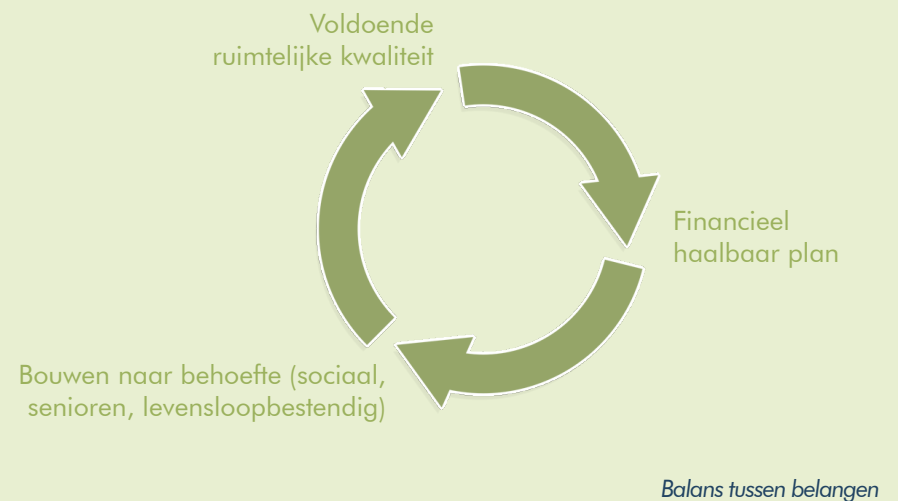 Voldoende
ruimtelijke kwaliteit
Financieel
haalbaar plan
Bouwen naar behoefte (sociaal,
senioren, levensloopbestendig)
Balans tussen belangen